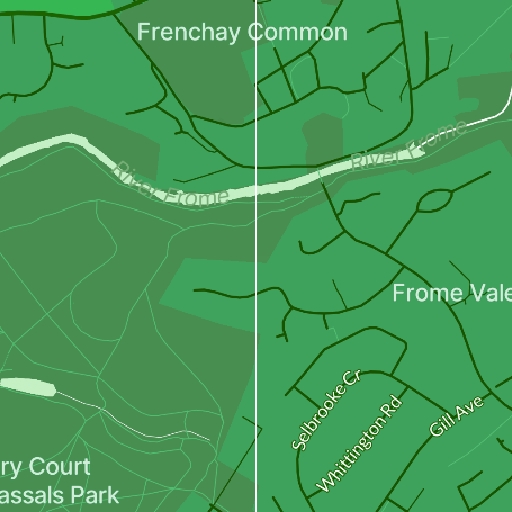 Frenchay Common
River Frome
River Frome
Frome Vale
Selbrooke Cr
Whittington Rd
Gill Ave
ry Court
assals Park